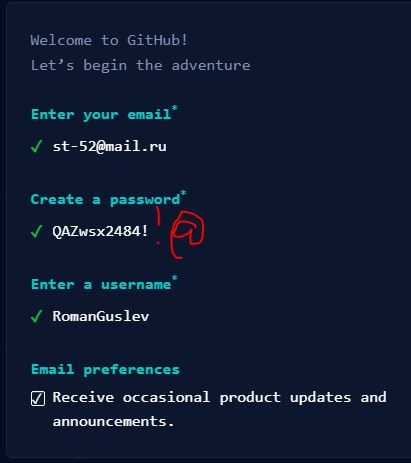 Welcome to GitHub!
Let’s begin the adventure
Enter your email*
✓ st-52@mail.ru
Create a password*
✓ QAZwsx2484! !@
Enter a username*
✓ RomanGuslev
Email preferences
Receive occasional product updates and
announcements.